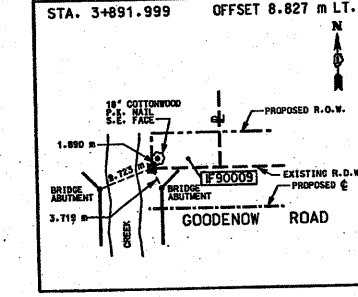 STA. 3+891.999 OFFSET 8.827 m LT.
N
18" COTTONWOOD
P.K. NAIL
S.E. FACE
PROPOSED R.O.W.
1.890 m
9.723 m
EXISTING R.O.W.
IF90009
PROPOSED ℄
BRIDGE
ABUTMENT
BRIDGE
ABUTMENT
3.719 m
GOODENOW ROAD
CREEK